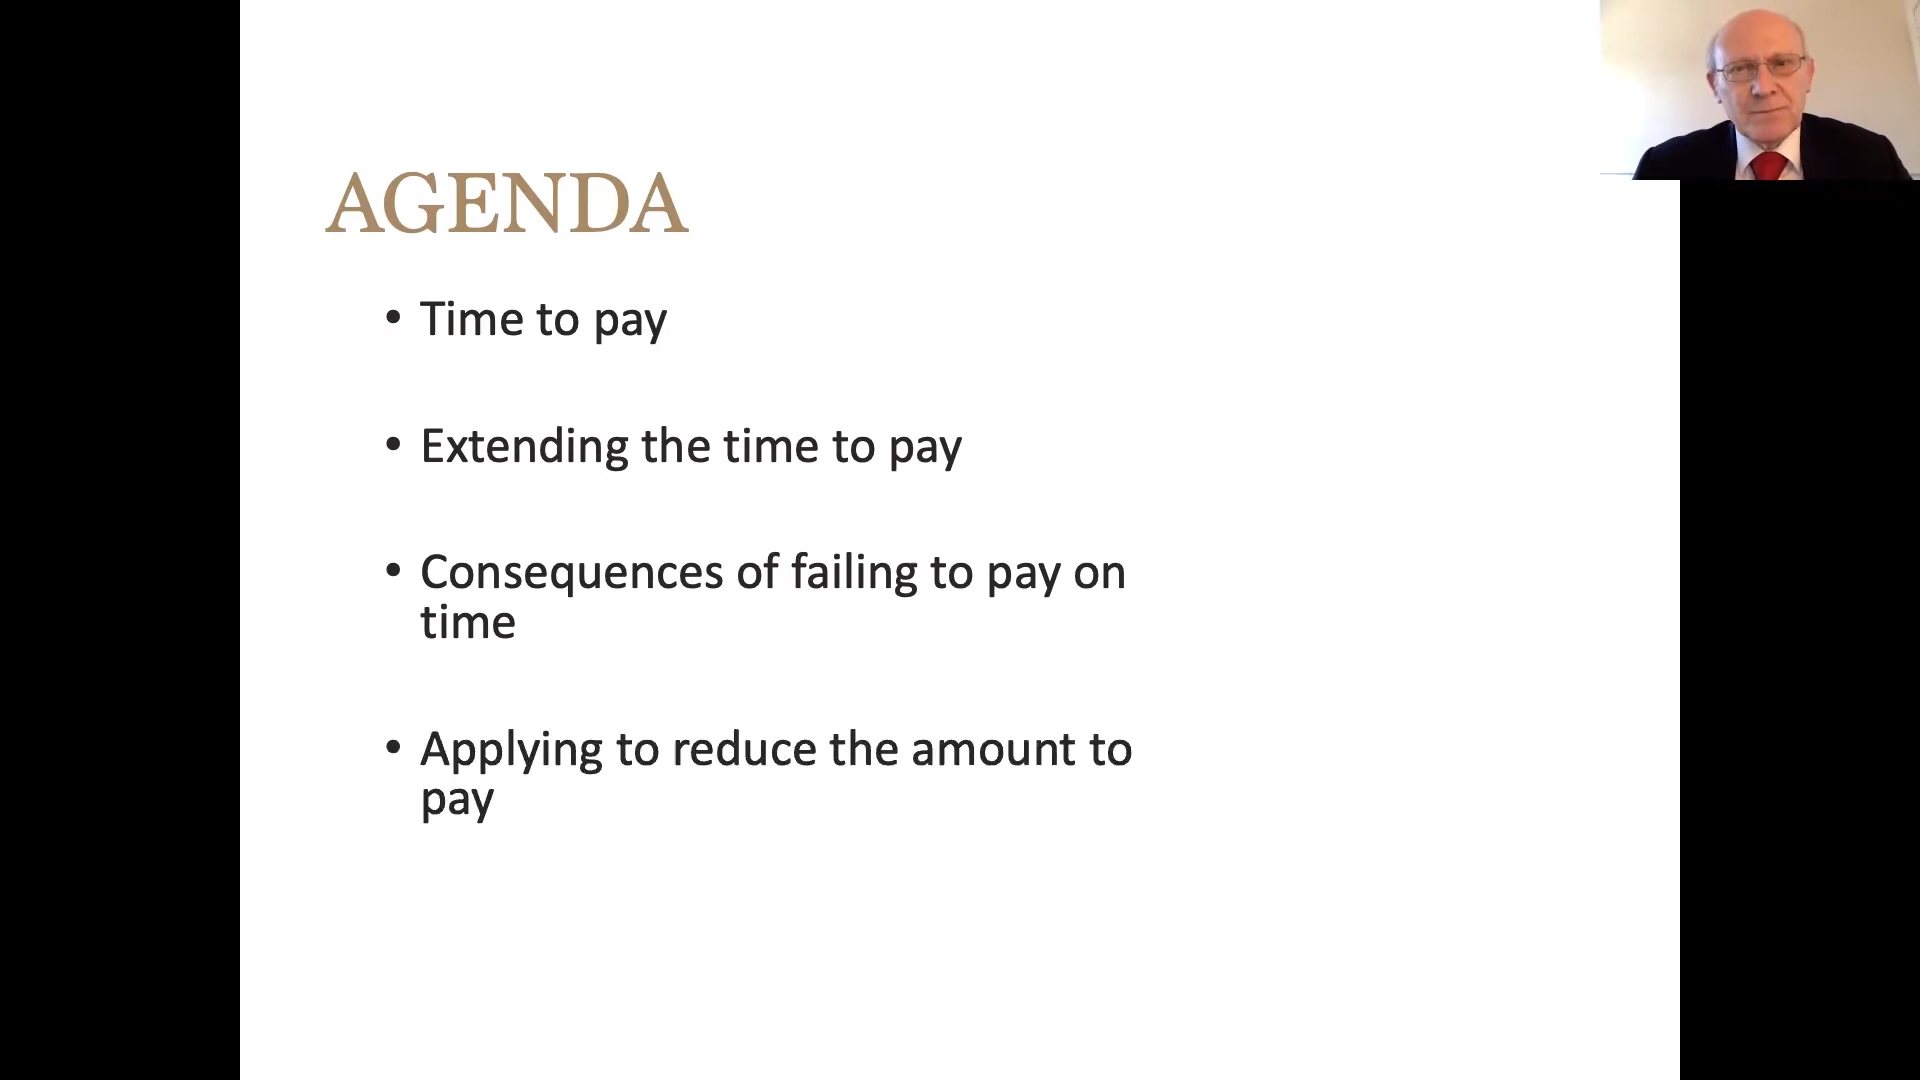 AGENDA
• Time to pay
• Extending the time to pay
• Consequences of failing to pay on
time
• Applying to reduce the amount to
pay